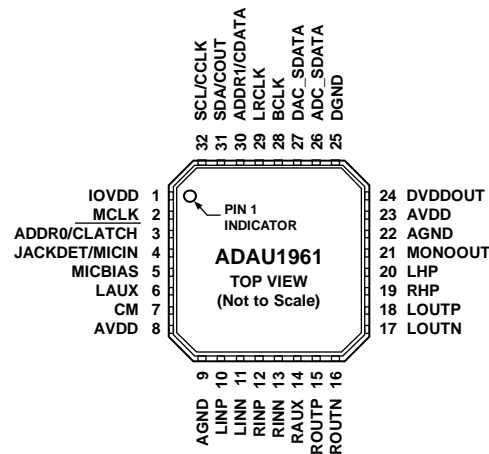 32 SCL/CCLK
31 SDA/COUT
30 ADDR1/CDATA
29 LRCLK
28 BCLK
27 DAC_SDATA
26 ADC_SDATA
25 DGND
IOVDD 1
MCLK 2
ADDR0/CLATCH 3
JACKDET/MICIN 4
MICBIAS 5
LAUX 6
CM 7
AVDD 8
PIN 1
INDICATOR
ADAU1961
TOP VIEW
(Not to Scale)
24 DVDDOUT
23 AVDD
22 AGND
21 MONOOUT
20 LHP
19 RHP
18 LOUTP
17 LOUTN
AGND 9
LINP 10
LINN 11
RINP 12
RINN 13
RAUX 14
ROUTP 15
ROUTN 16